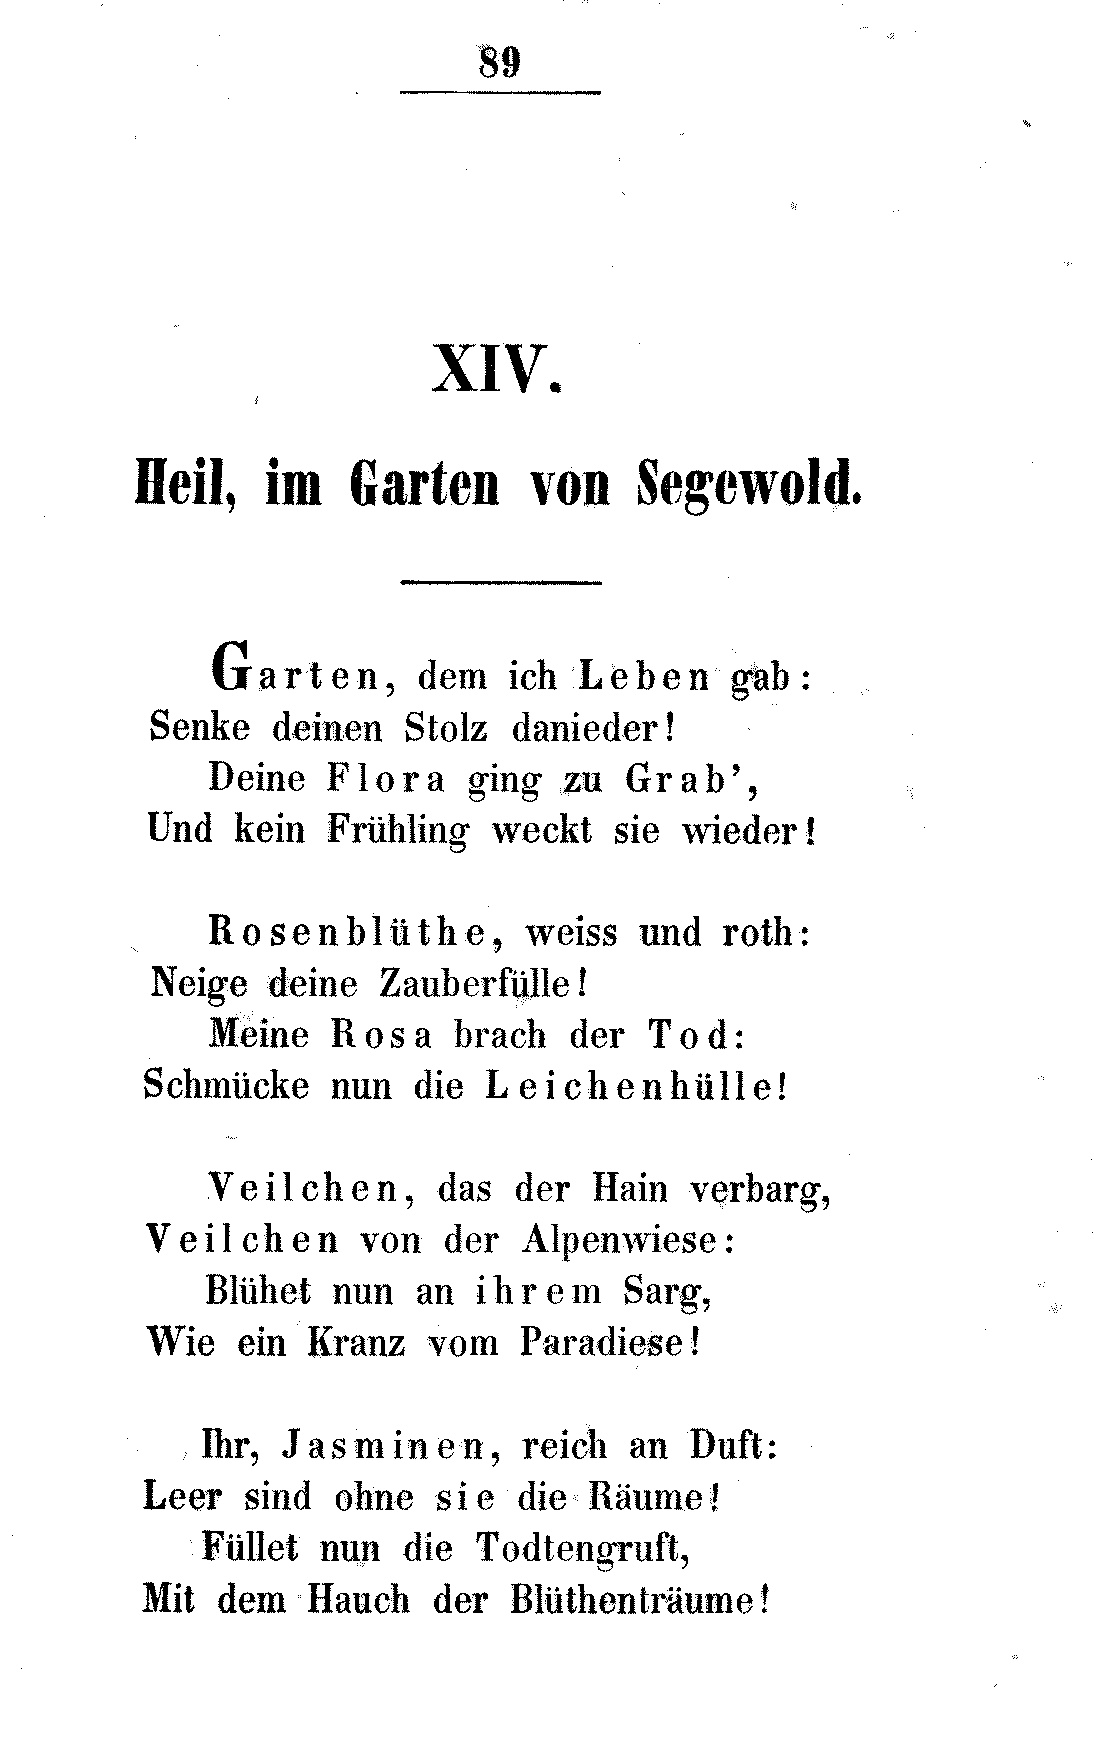 89
XIV.
Heil, im Garten von Segewold.
Garten, dem ich Leben gab:
Senke deinen Stolz danieder!
Deine Flora ging zu Grab’,
Und kein Frühling weckt sie wieder!
Rosenblüthe, weiss und roth:
Neige deine Zauberfülle!
Meine Rosa brach der Tod:
Schmücke nun die Leichenhülle!
Veilchen, das der Hain verbarg,
Veilchen von der Alpenwiese:
Blühet nun an ihrem Sarg,
Wie ein Kranz vom Paradiese!
Ihr, Jasminen, reich an Duft:
Leer sind ohne sie die Räume!
Füllet nun die Todtengruft,
Mit dem Hauch der Blüthenträume!